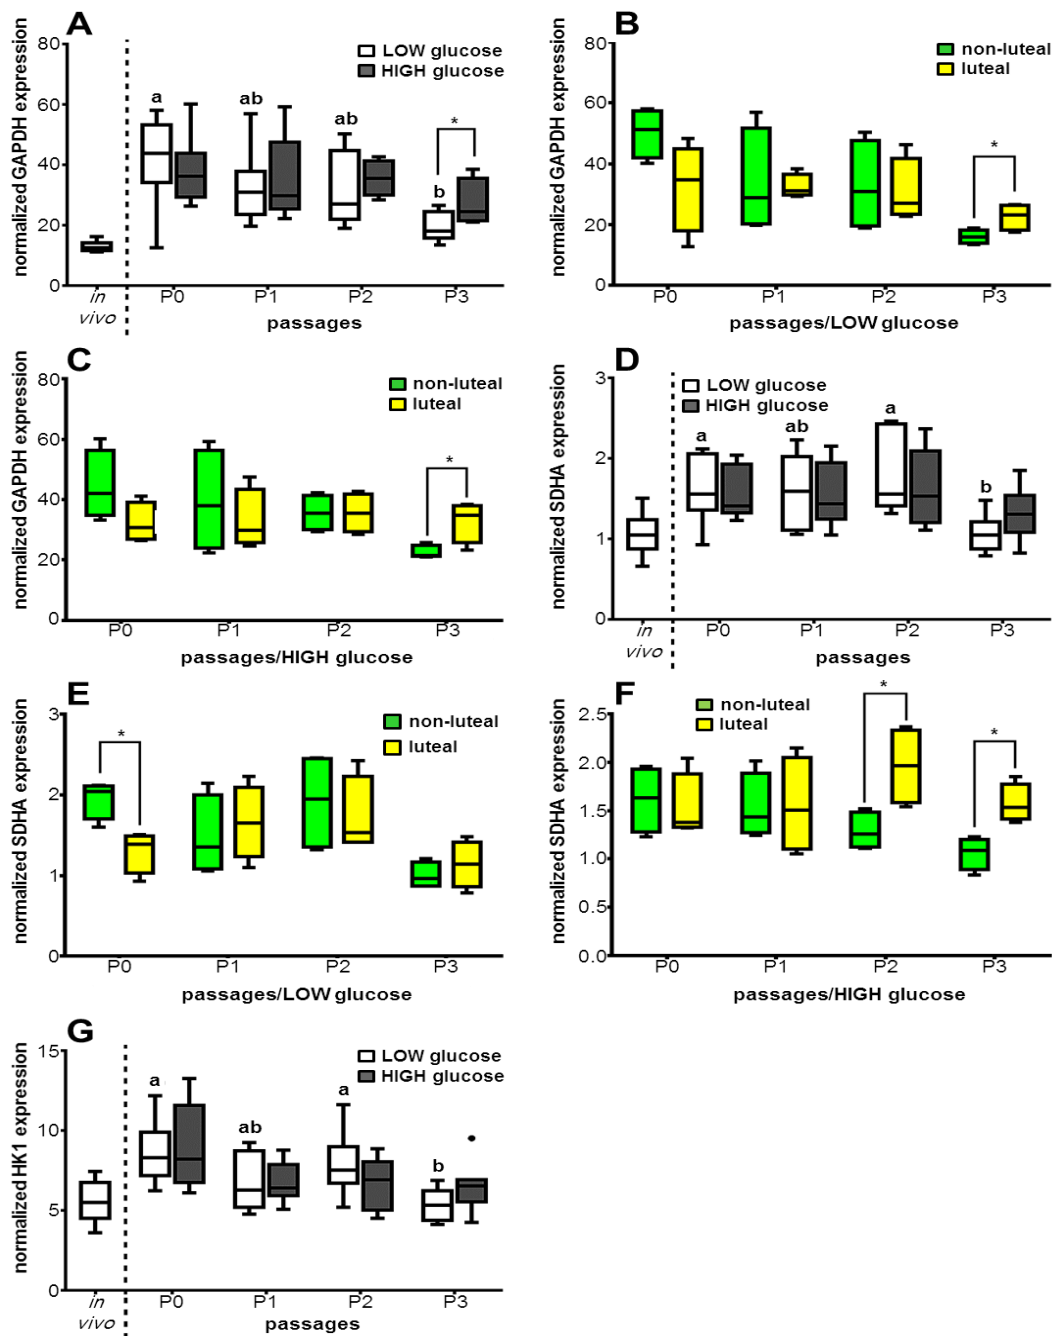 A
normalized GAPDH expression
80
60
40
20
0
LOW glucose
HIGH glucose
a
ab
ab
b
*
in
vivo
P0
P1
P2
P3
passages
B
normalized GAPDH expression
80
60
40
20
0
non-luteal
luteal
*
P0
P1
P2
P3
passages/LOW glucose
C
normalized GAPDH expression
80
60
40
20
0
non-luteal
luteal
*
P0
P1
P2
P3
passages/HIGH glucose
D
normalized SDHA expression
3
2
1
0
LOW glucose
HIGH glucose
a
ab
a
b
in
vivo
P0
P1
P2
P3
passages
E
normalized SDHA expression
3
2
1
0
non-luteal
luteal
*
P0
P1
P2
P3
passages/LOW glucose
F
normalized SDHA expression
2.5
2.0
1.5
1.0
0.5
0.0
non-luteal
luteal
*
*
P0
P1
P2
P3
passages/HIGH glucose
G
normalized HK1 expression
15
10
5
0
LOW glucose
HIGH glucose
a
ab
a
b
in
vivo
P0
P1
P2
P3
passages